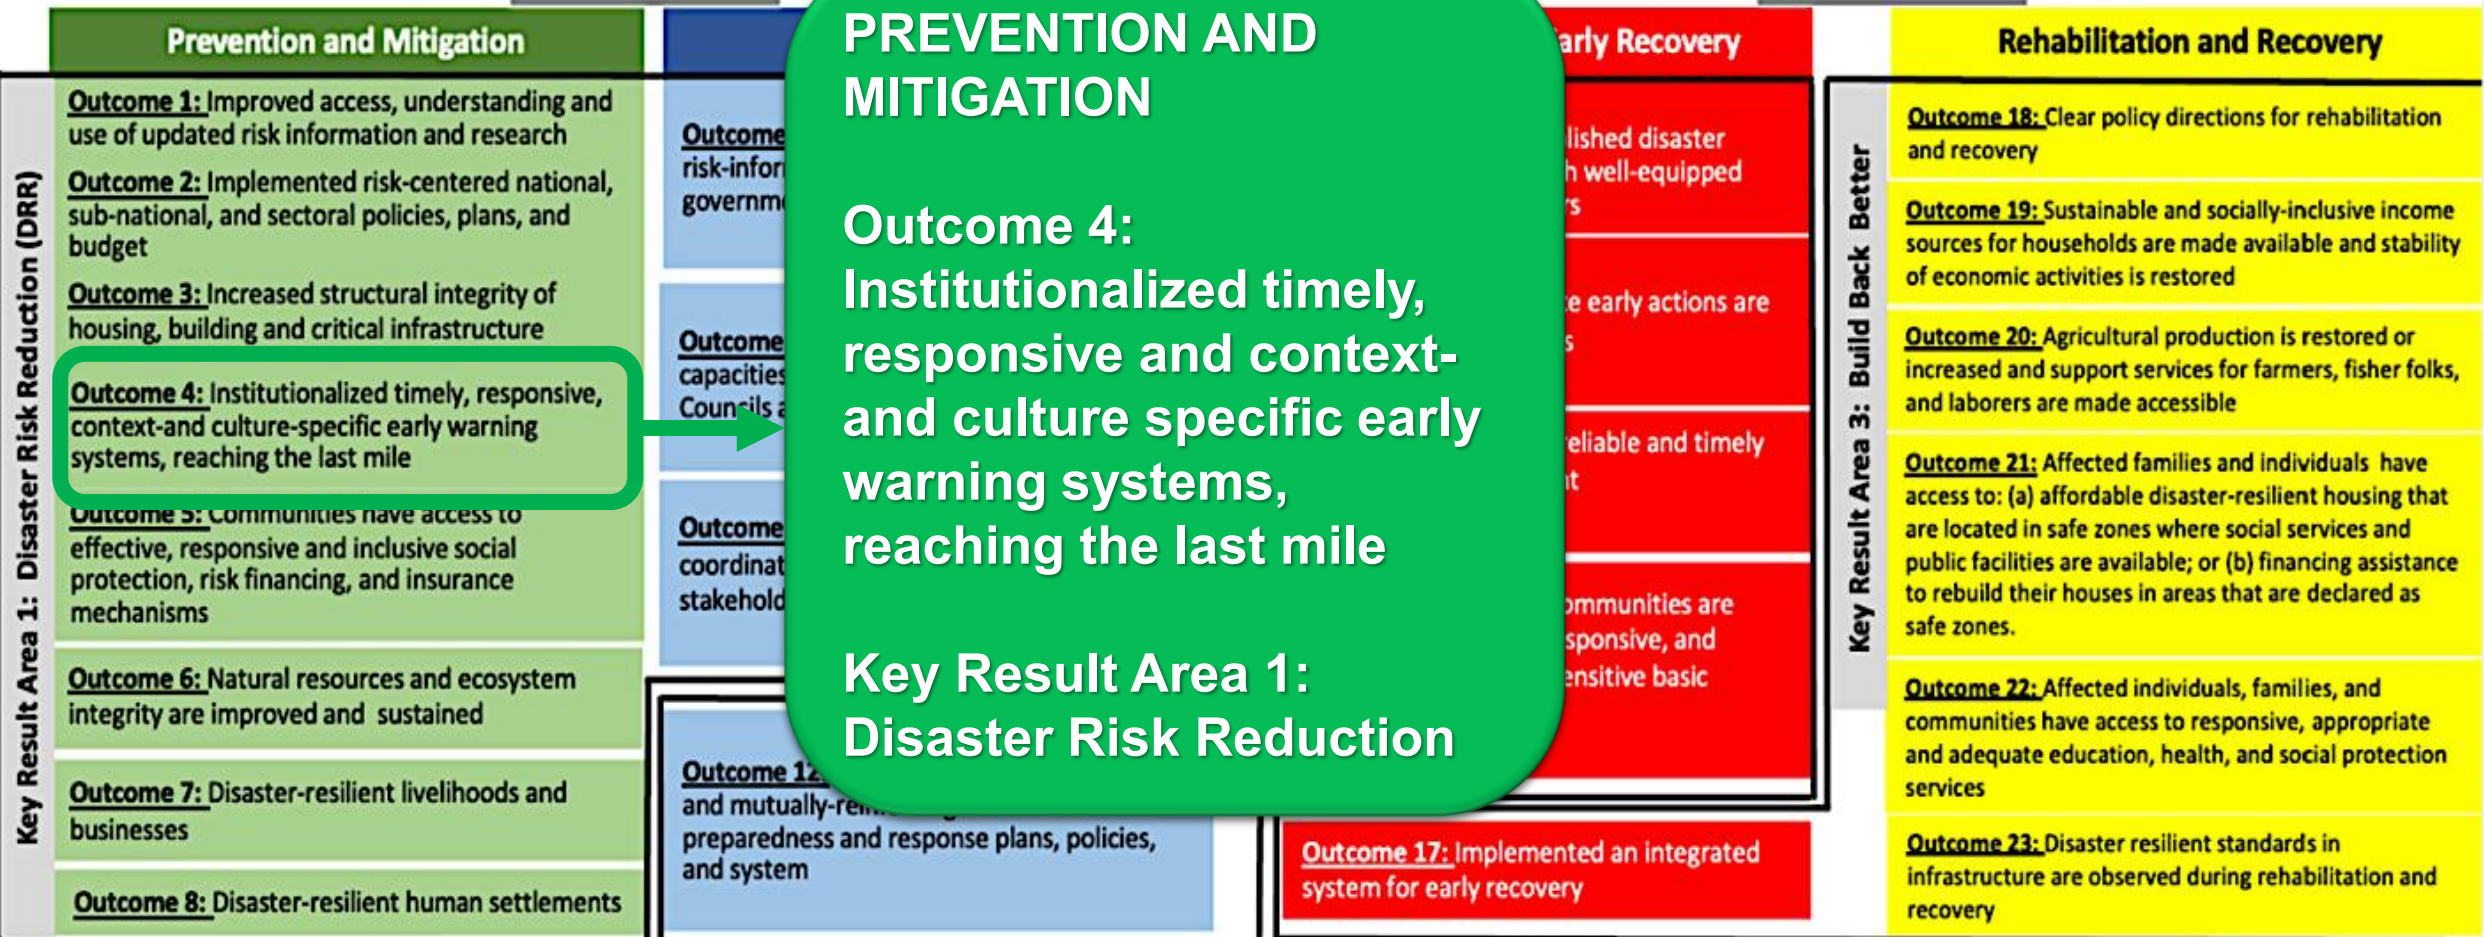 Prevention and Mitigation
Key Result Area 1: Disaster Risk Reduction (DRR)
Outcome 1: Improved access, understanding and
use of updated risk information and research
Outcome 2: Implemented risk-centered national,
sub-national, and sectoral policies, plans, and
budget
Outcome 3: Increased structural integrity of
housing, building and critical infrastructure
Outcome 4: Institutionalized timely, responsive,
context-and culture-specific early warning
systems, reaching the last mile
Outcome 5: Communities have access to
effective, responsive and inclusive social
protection, risk financing, and insurance
mechanisms
Outcome 6: Natural resources and ecosystem
integrity are improved and sustained
Outcome 7: Disaster-resilient livelihoods and
businesses
Outcome 8: Disaster-resilient human settlements
Outcome
Outcome
capacities
Councils
Outcome
Outcome 12
and
preparedness and response plans, policies,
and system
PREVENTION AND
MITIGATION
Outcome 4:
Institutionalized timely,
responsive and context-
and culture specific early
warning systems,
reaching the last mile
Key Result Area 1:
Disaster Risk Reduction
Recovery
disaster
well-equipped
early actions are
and timely
are
and
basic
Outcome 17: Implemented an integrated
system for early recovery
Rehabilitation and Recovery
Key Result Area 3: Build Back Better
Outcome 18: Clear policy directions for rehabilitation
and recovery
Outcome 19: Sustainable and socially-inclusive income
sources for households are made available and stability
of economic activities is restored
Outcome 20: Agricultural production is restored or
increased and support services for farmers, fisher folks,
and laborers are made accessible
Outcome 21: Affected families and individuals have
access to: (a) affordable disaster-resilient housing that
are located in safe zones where social services and
public facilities are available; or (b) financing assistance
to rebuild their houses in areas that are declared as
safe zones.
Outcome 22: Affected individuals, families, and
communities have access to responsive, appropriate
and adequate education, health, and social protection
services
Outcome 23: Disaster resilient standards in
infrastructure are observed during rehabilitation and
recovery